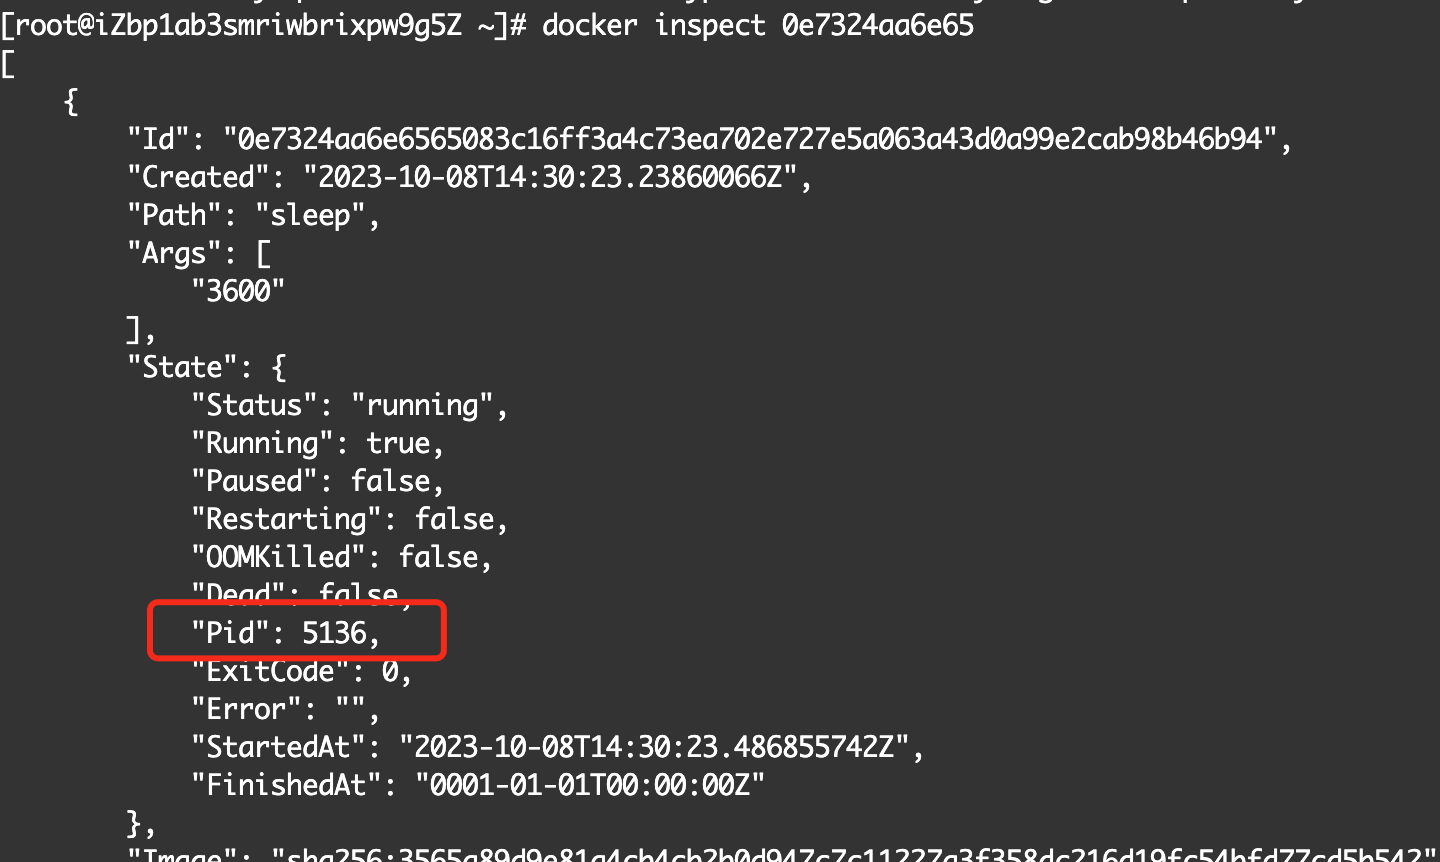 [root@iZbp1ab3smriwbrixpw9g5Z ~]# docker inspect 0e7324aa6e65
[
{
"Id": "0e7324aa6e6565083c16ff3a4c73ea702e727e5a063a43d0a99e2cab98b46b94",
"Created": "2023-10-08T14:30:23.23860066Z",
"Path": "sleep",
"Args": [
"3600"
],
"State": {
"Status": "running",
"Running": true,
"Paused": false,
"Restarting": false,
"OOMKilled": false,
"Dead": false,
"Pid": 5136,
"ExitCode": 0,
"Error": "",
"StartedAt": "2023-10-08T14:30:23.486855742Z",
"FinishedAt": "0001-01-01T00:00:00Z"
},
"Image":